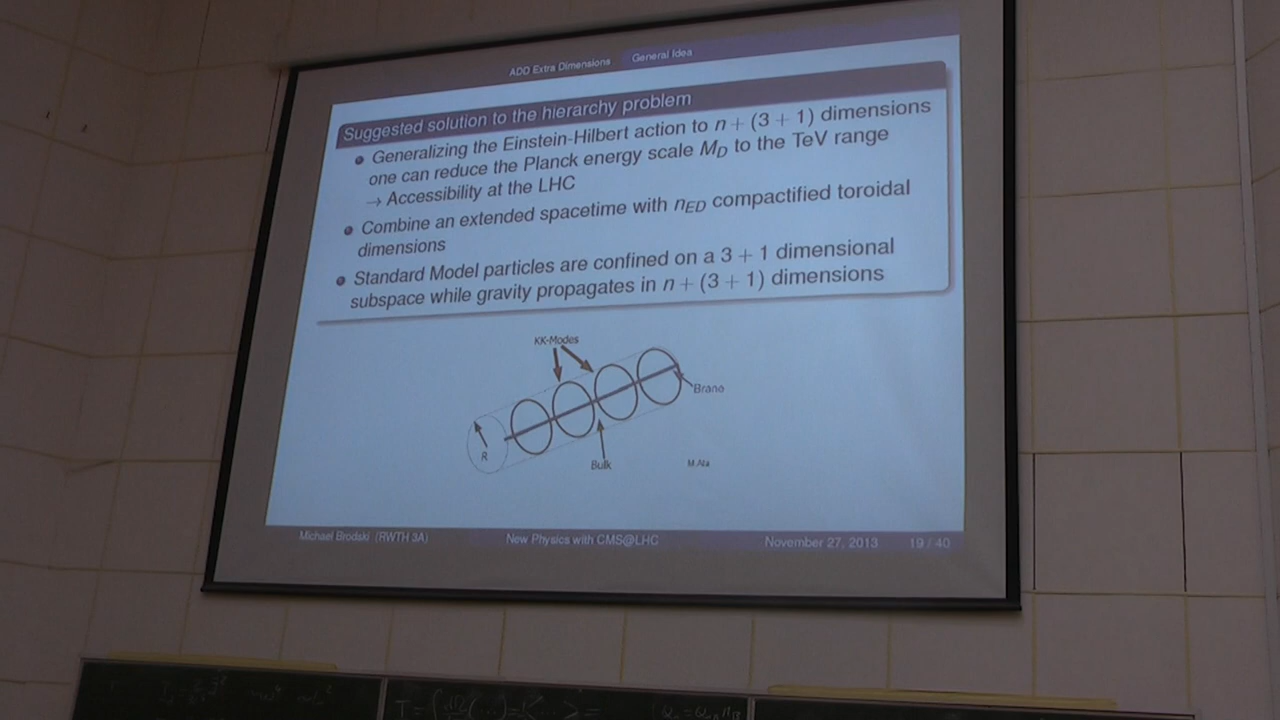 ADD Extra Dimensions General Idea
Suggested solution to the hierarchy problem
Generalizing the Einstein-Hilbert action to n + (3 + 1) dimensions
one can reduce the Planck energy scale M_D to the TeV range
→ Accessibility at the LHC
Combine an extended spacetime with n_ED compactified toroidal
dimensions
Standard Model particles are confined on a 3 + 1 dimensional
subspace while gravity propagates in n + (3 + 1) dimensions
KK-Modes
Brane
R
Bulk
M.Ata
Michael Brodski (RWTH 3A) New Physics with CMS@LHC November 27, 2013 19 / 40